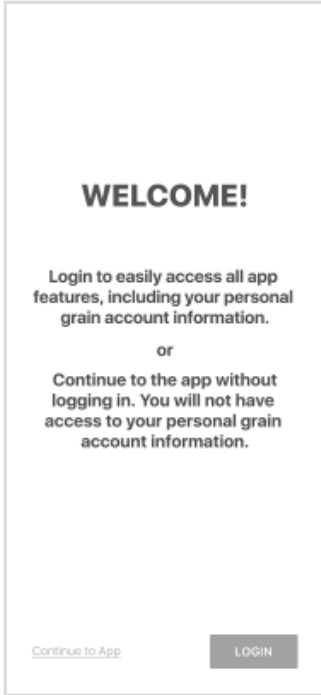 WELCOME!
Login to easily access all app
features, including your personal
grain account information.
or
Continue to the app without
logging in. You will not have
access to your personal grain
account information.
Continue to App
LOGIN